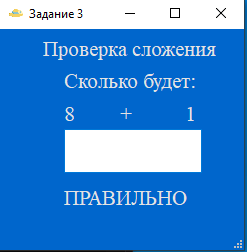 Задание 3
Проверка сложения
Сколько будет:
8 + 1
ПРАВИЛЬНО